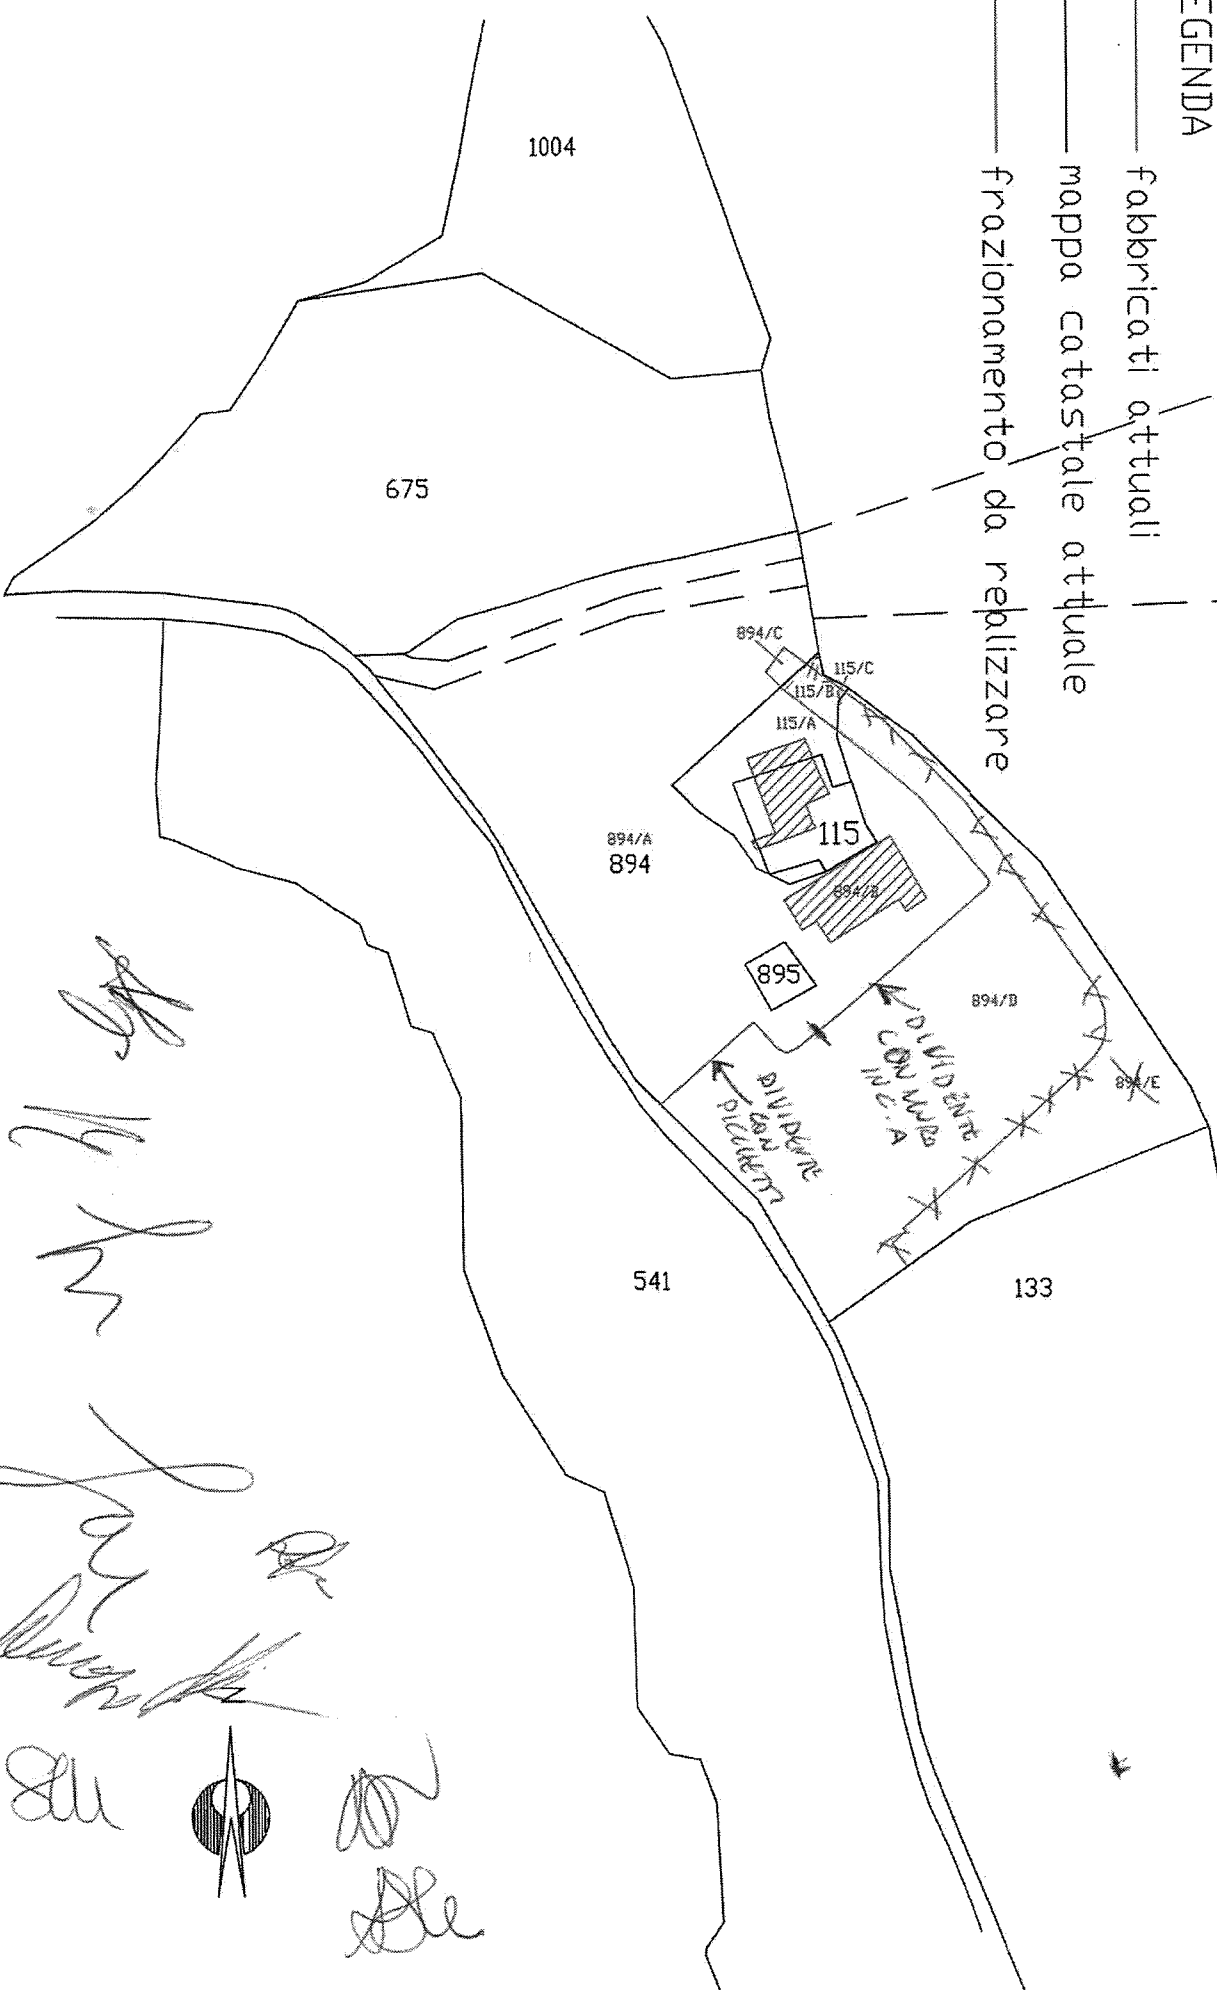 EGENDA
fabbricati attuali
mappa catastale attuale
frazionamento da realizzare
1004
675
894/C
115/C
115/B
115/A
115
894/A
894
894/B
895
894/D
894/E
DIVIDENTE
CON MURO
IN C.A
DIVIDENTE
CON
PICCHETTI
541
133